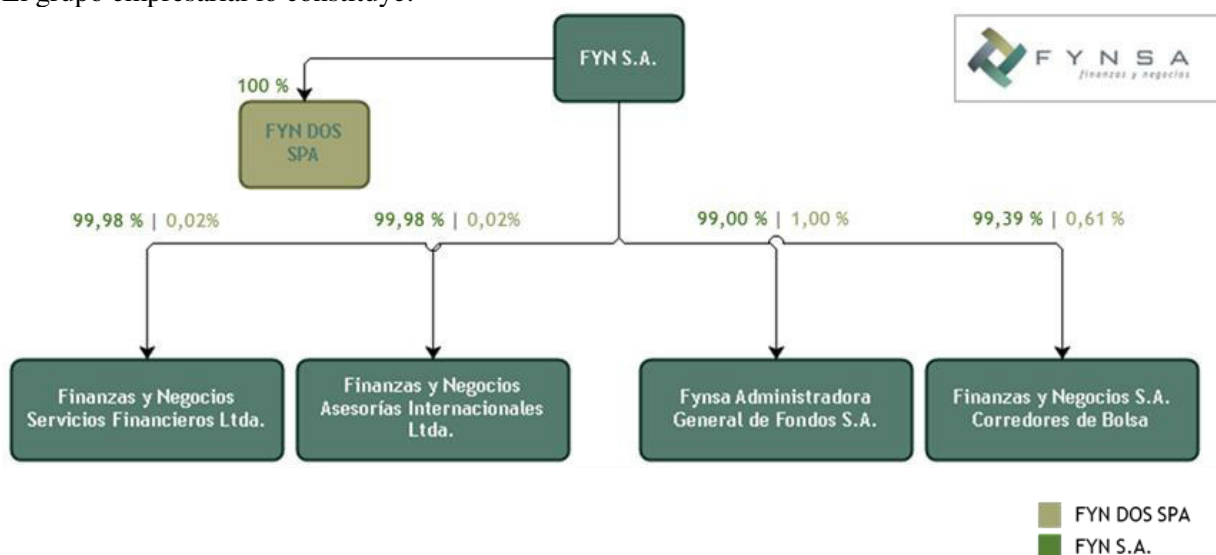 El grupo empresarial lo constituye:
FYN S.A.
FYNSA
finanzas y negocios
100 %
FYN DOS
SPA
99,98 % | 0,02%
99,98 % | 0,02%
99,00 % | 1,00 %
99,39 % | 0,61 %
Finanzas y Negocios
Servicios Financieros Ltda.
Finanzas y Negocios
Asesorías Internacionales
Ltda.
Fynsa Administradora
General de Fondos S.A.
Finanzas y Negocios S.A.
Corredores de Bolsa
FYN DOS SPA
FYN S.A.